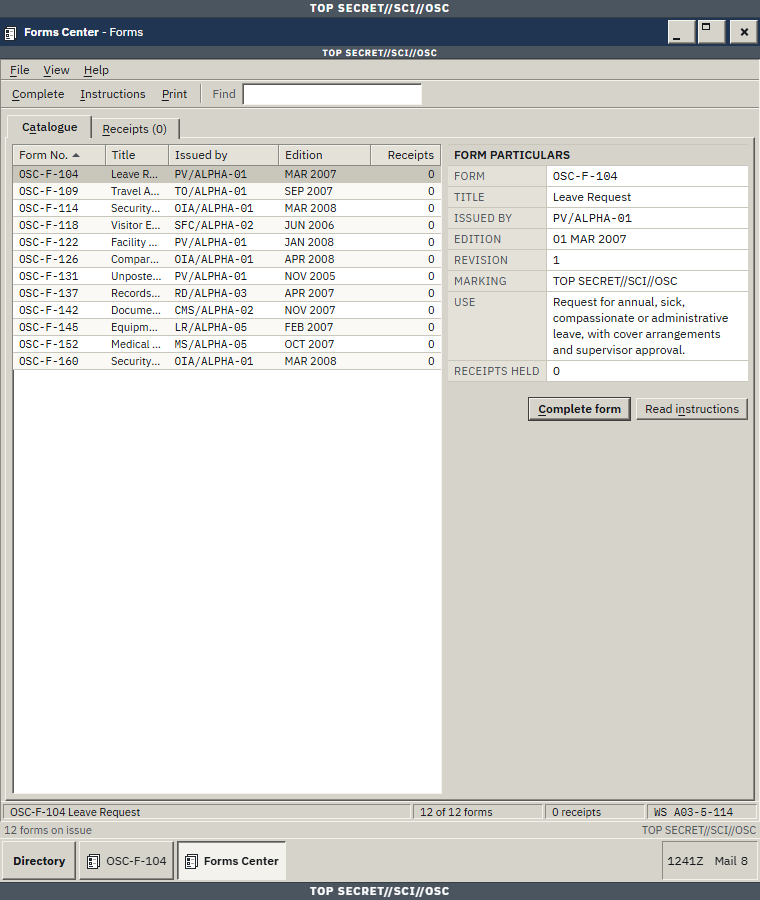 TOP SECRET//SCI//OSC
Forms Center - Forms
TOP SECRET//SCI//OSC
File View Help
Complete Instructions Print Find
Catalogue Receipts (0)
Form No. Title Issued by Edition Receipts
OSC-F-104 Leave R... PV/ALPHA-01 MAR 2007 0
OSC-F-109 Travel A... TO/ALPHA-01 SEP 2007 0
OSC-F-114 Security... OIA/ALPHA-01 MAR 2008 0
OSC-F-118 Visitor E... SFC/ALPHA-02 JUN 2006 0
OSC-F-122 Facility ... PV/ALPHA-01 JAN 2008 0
OSC-F-126 Compar... OIA/ALPHA-01 APR 2008 0
OSC-F-131 Unposte... PV/ALPHA-01 NOV 2005 0
OSC-F-137 Records... RD/ALPHA-03 APR 2007 0
OSC-F-142 Docume... CMS/ALPHA-02 NOV 2007 0
OSC-F-145 Equipm... LR/ALPHA-05 FEB 2007 0
OSC-F-152 Medical ... MS/ALPHA-05 OCT 2007 0
OSC-F-160 Security... OIA/ALPHA-01 MAR 2008 0
FORM PARTICULARS
FORM OSC-F-104
TITLE Leave Request
ISSUED BY PV/ALPHA-01
EDITION 01 MAR 2007
REVISION 1
MARKING TOP SECRET//SCI//OSC
USE Request for annual, sick,
compassionate or administrative
leave, with cover arrangements
and supervisor approval.
RECEIPTS HELD 0
Complete form Read instructions
OSC-F-104 Leave Request 12 of 12 forms 0 receipts WS A03-5-114
12 forms on issue TOP SECRET//SCI//OSC
Directory OSC-F-104 Forms Center 1241Z Mail 8
TOP SECRET//SCI//OSC